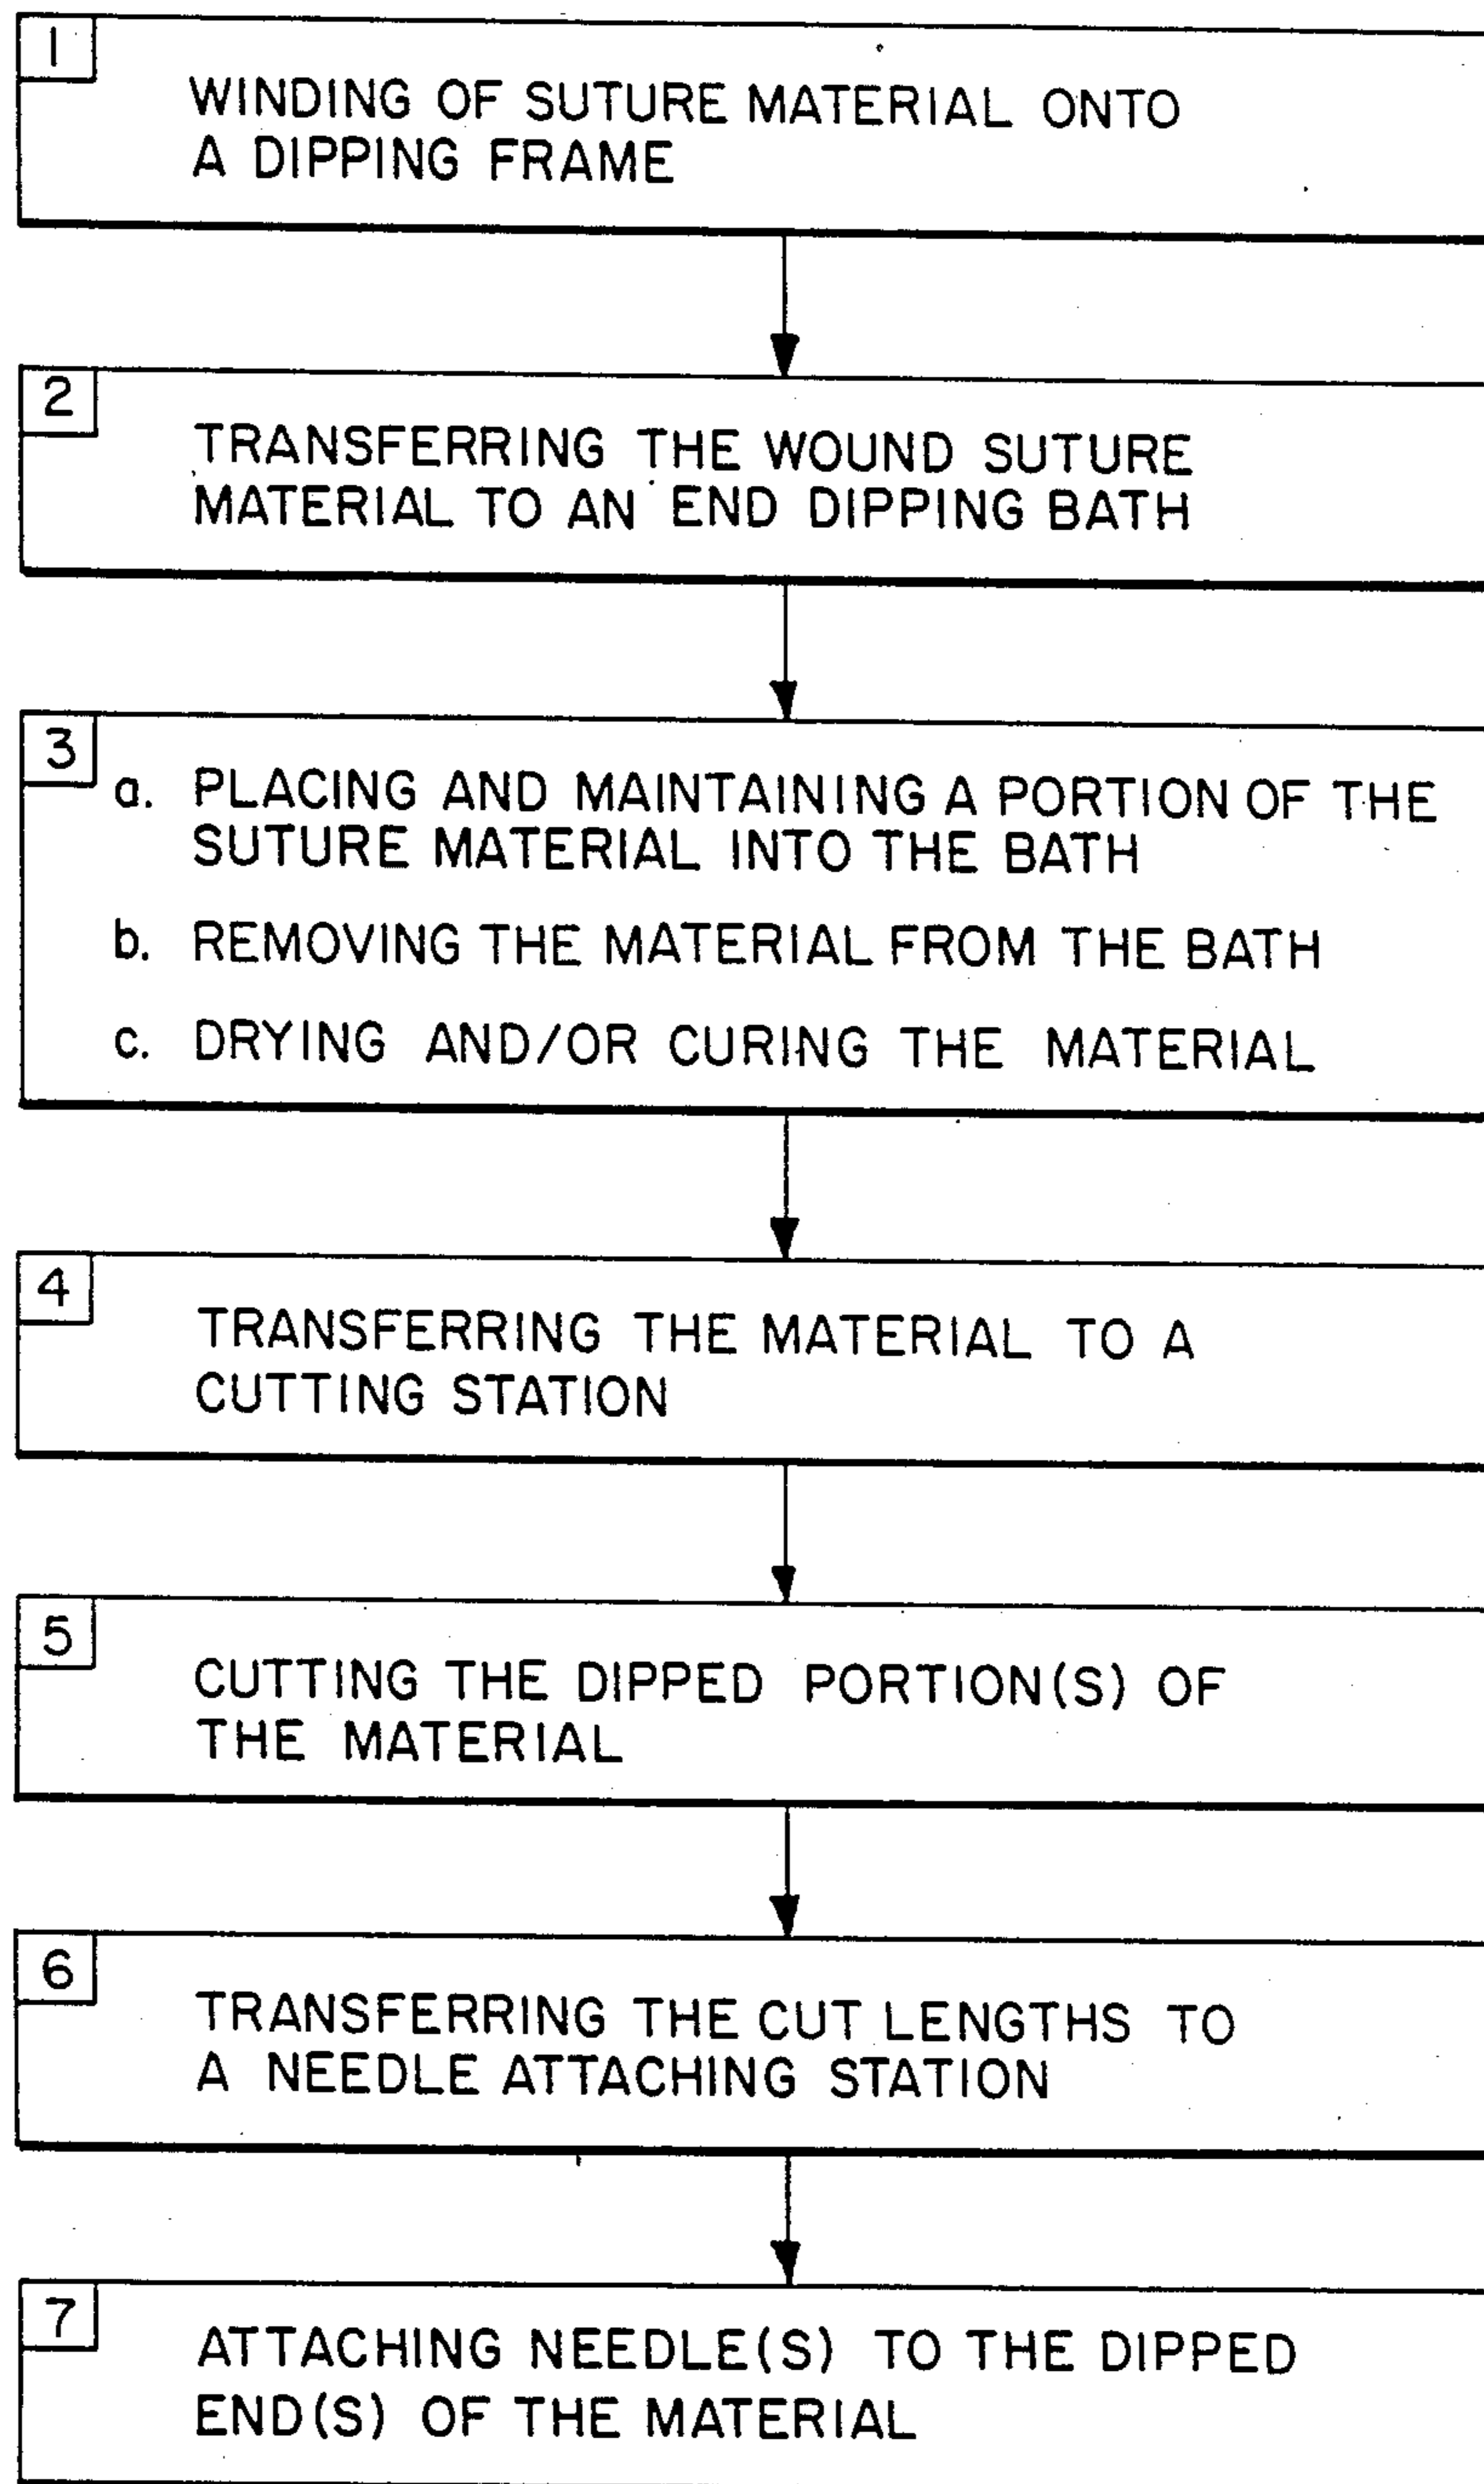 1
WINDING OF SUTURE MATERIAL ONTO
A DIPPING FRAME
2
TRANSFERRING THE WOUND SUTURE
MATERIAL TO AN END DIPPING BATH
3
a. PLACING AND MAINTAINING A PORTION OF THE
SUTURE MATERIAL INTO THE BATH
b. REMOVING THE MATERIAL FROM THE BATH
c. DRYING AND/OR CURING THE MATERIAL
4
TRANSFERRING THE MATERIAL TO A
CUTTING STATION
5
CUTTING THE DIPPED PORTION(S) OF
THE MATERIAL
6
TRANSFERRING THE CUT LENGTHS TO
A NEEDLE ATTACHING STATION
7
ATTACHING NEEDLE(S) TO THE DIPPED
END(S) OF THE MATERIAL